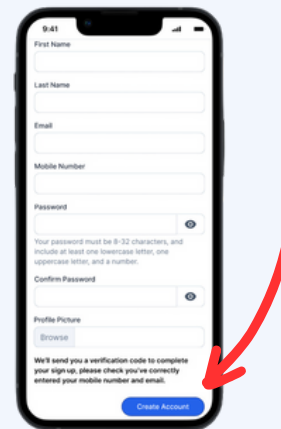 9:41
First Name
Last Name
Email
Mobile Number
Password
Your password must be 8-32 characters, and
include at least one lowercase letter, one
uppercase letter, and a number.
Confirm Password
Profile Picture
Browse
We'll send you a verification code to complete
your sign up, please check you've correctly
entered your mobile number and email.
Create Account